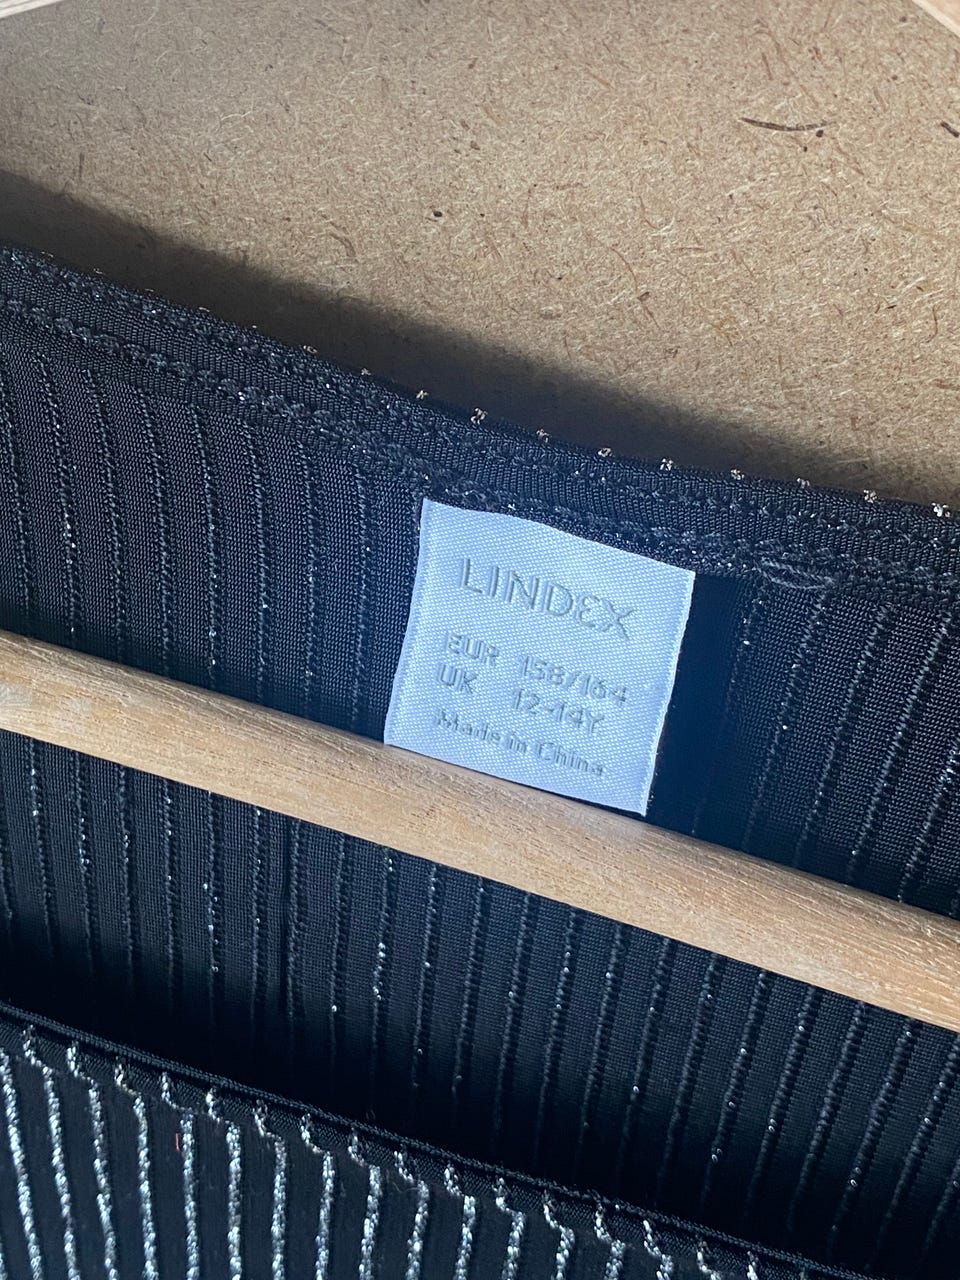 LINDEX
EUR 158/164
UK 12-14Y
Made in China